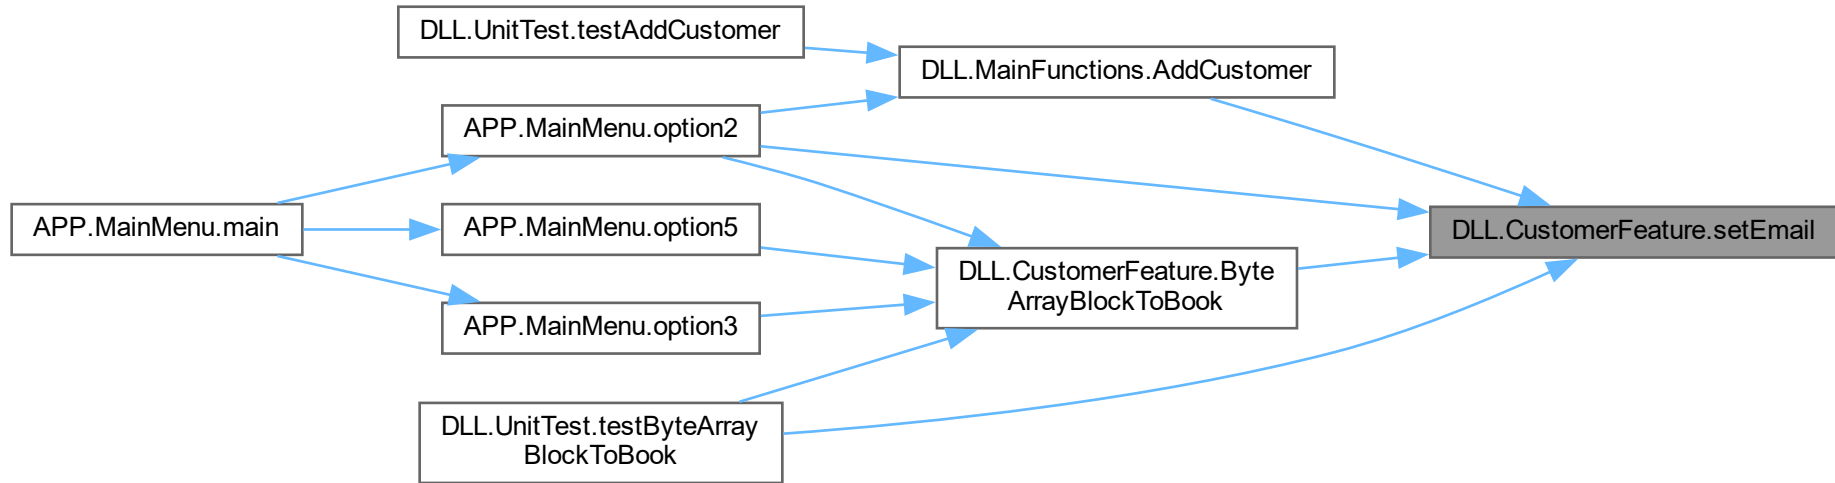 DLL.UnitTest.testAddCustomer
DLL.MainFunctions.AddCustomer
APP.MainMenu.option2
APP.MainMenu.main
APP.MainMenu.option5
DLL.CustomerFeature.setEmail
DLL.CustomerFeature.Byte
ArrayBlockToBook
APP.MainMenu.option3
DLL.UnitTest.testByteArray
BlockToBook